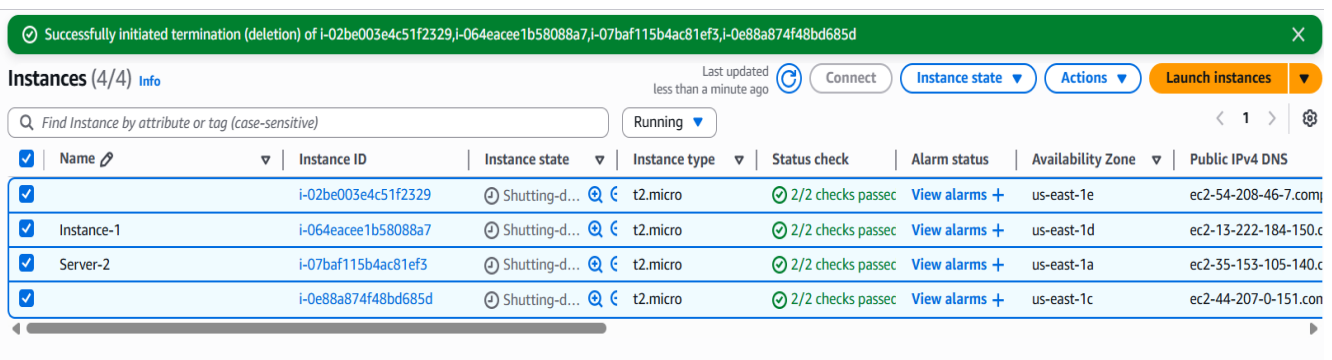 Successfully initiated termination (deletion) of i-02be003e4c51f2329,i-064eacee1b58088a7,i-07baf115b4ac81ef3,i-0e88a874f48bd685d
Instances (4/4) Info
Last updated
less than a minute ago
Connect Instance state Actions Launch instances
Find Instance by attribute or tag (case-sensitive) Running 1
Name Instance ID Instance state Instance type Status check Alarm status Availability Zone Public IPv4 DNS
i-02be003e4c51f2329 Shutting-d... t2.micro 2/2 checks passec View alarms + us-east-1e ec2-54-208-46-7.comp
Instance-1 i-064eacee1b58088a7 Shutting-d... t2.micro 2/2 checks passec View alarms + us-east-1d ec2-13-222-184-150.c
Server-2 i-07baf115b4ac81ef3 Shutting-d... t2.micro 2/2 checks passec View alarms + us-east-1a ec2-35-153-105-140.c
i-0e88a874f48bd685d Shutting-d... t2.micro 2/2 checks passec View alarms + us-east-1c ec2-44-207-0-151.con